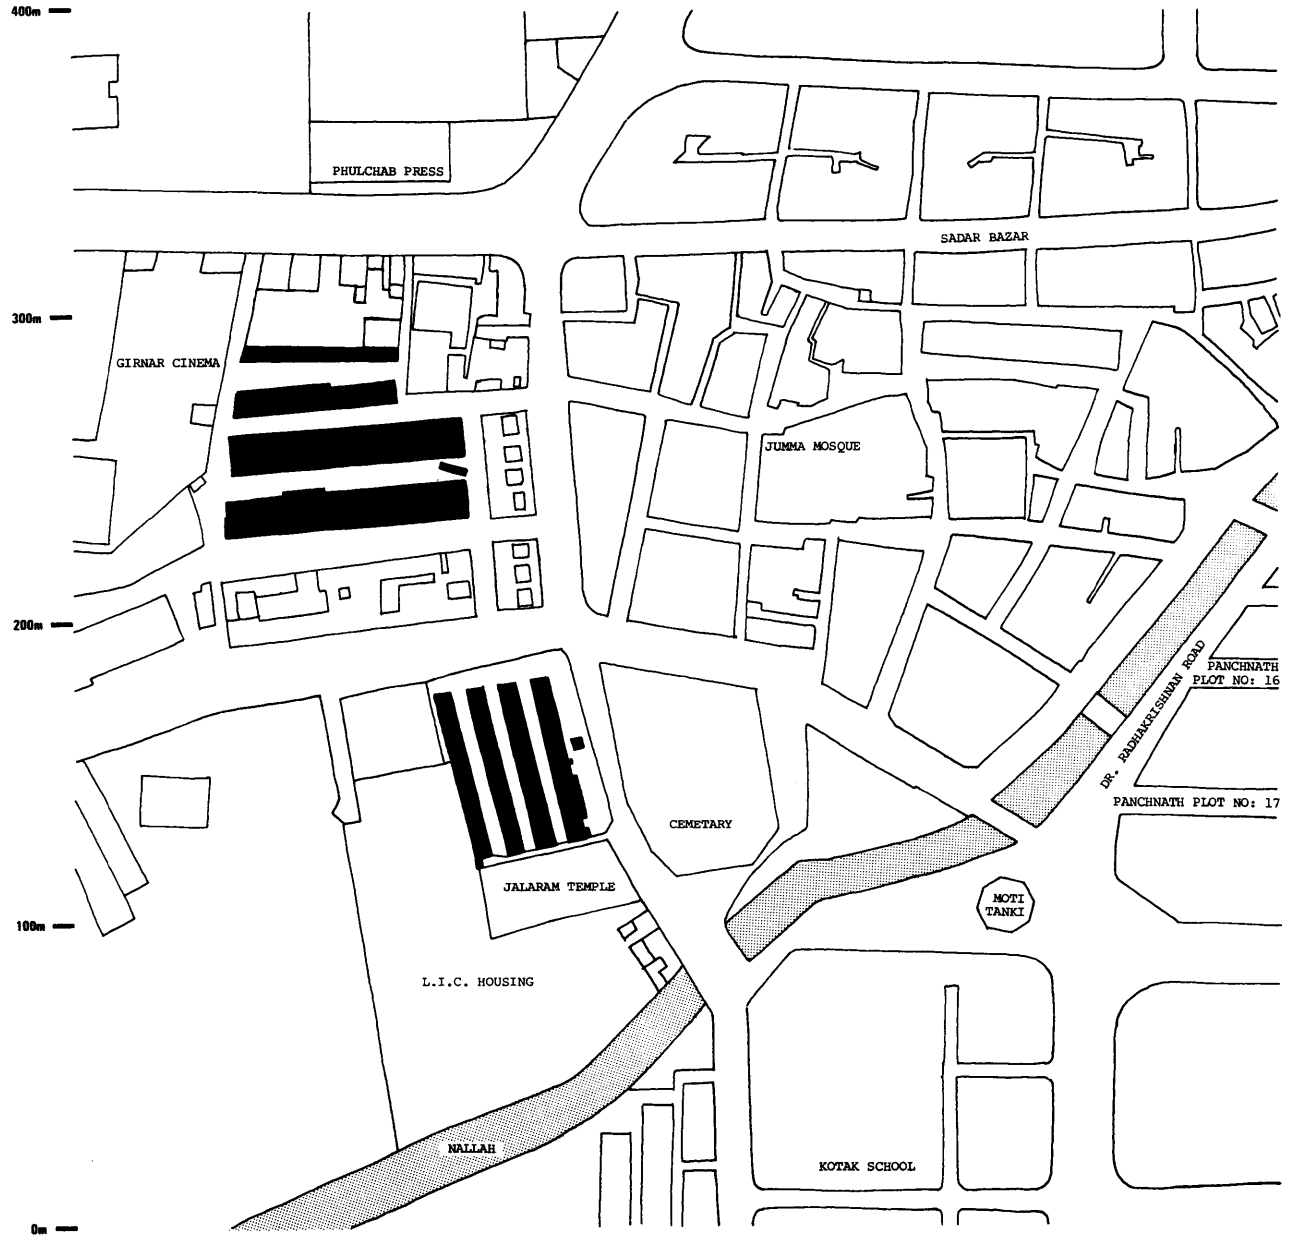 400m
PHULCHAB PRESS
SADAR BAZAR
300m
GIRNAR CINEMA
JUMMA MOSQUE
200m
DR. RADHAKRISHNAN ROAD
PANCHNATH
PLOT NO: 16
PANCHNATH PLOT NO: 17
CEMETARY
JALARAM TEMPLE
MOTI
TANKI
100m
L.I.C. HOUSING
NALLAH
KOTAK SCHOOL
0m